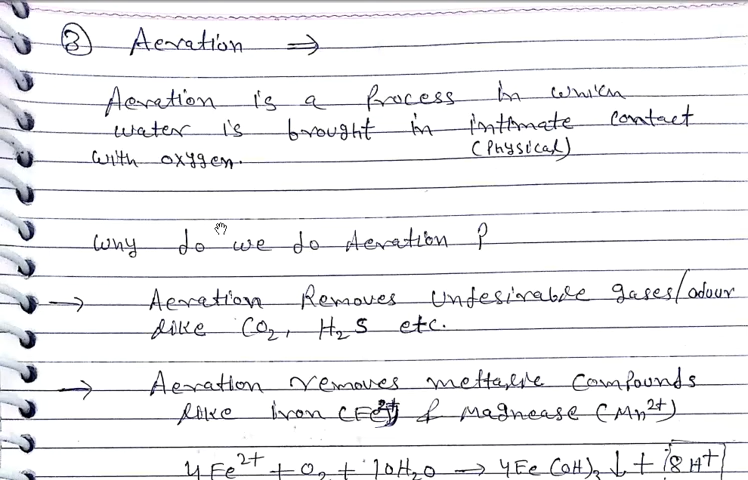 ③ Aeration ⇒
Aeration is a Process in which
water is brought in intimate contact
with oxygen. (Physical)
Why do we do Aeration ?
→ Aeration Removes Undesirable gases/odour
like CO₂, H₂S etc.
→ Aeration removes mettalic compounds
like iron (Fe²⁺) & Magnease (Mn²⁺)
4Fe²⁺ + O₂ + 10H₂O → 4Fe(OH)₃ ↓ + 8H⁺